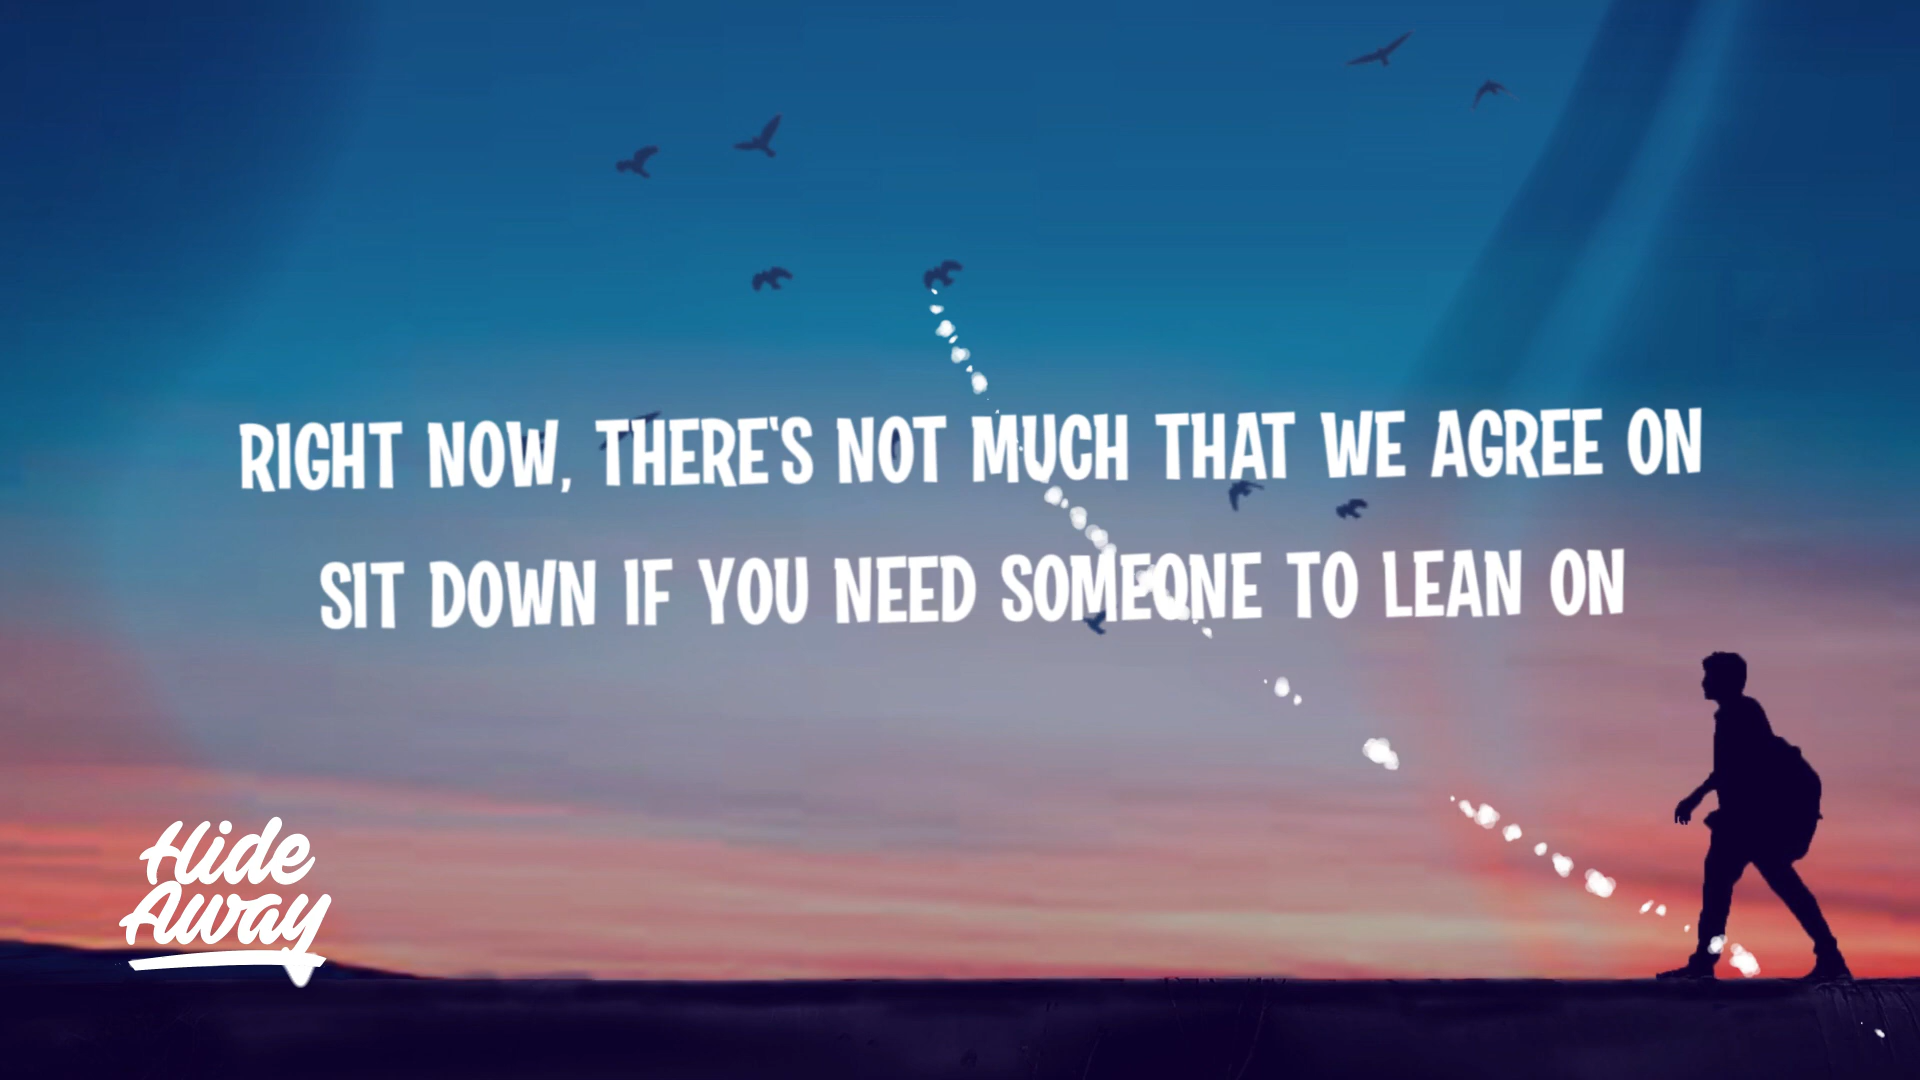 RIGHT NOW, THERE'S NOT MUCH THAT WE AGREE ON
SIT DOWN IF YOU NEED SOMEONE TO LEAN ON
Hide
Away